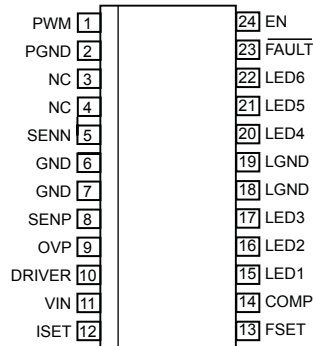 PWM 1 24 EN
PGND 2 23 FAULT
NC 3 22 LED6
NC 4 21 LED5
SENN 5 20 LED4
GND 6 19 LGND
GND 7 18 LGND
SENP 8 17 LED3
OVP 9 16 LED2
DRIVER 10 15 LED1
VIN 11 14 COMP
ISET 12 13 FSET